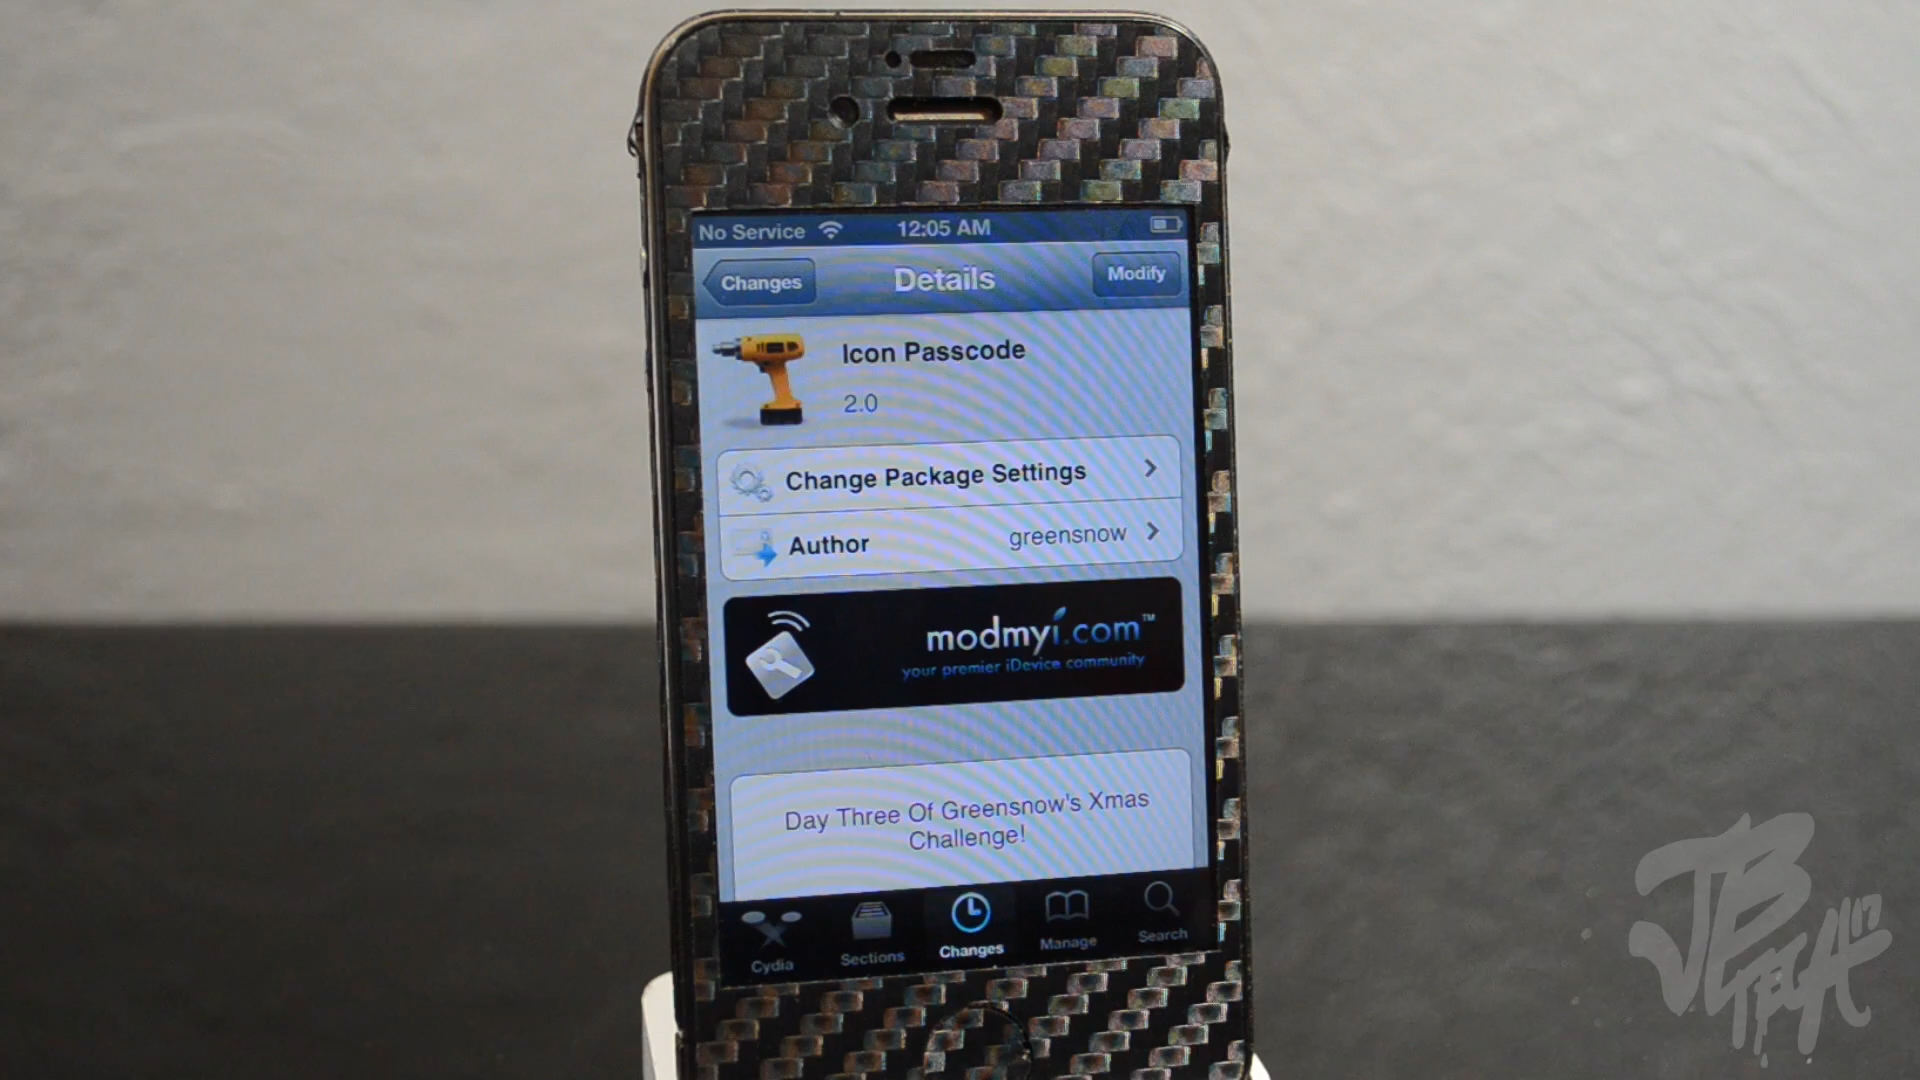 No Service 12:05 AM
Changes Details Modify
Icon Passcode
2.0
Change Package Settings
Author greensnow
modmyi.com™
your premier iDevice community
Day Three Of Greensnow's Xmas
Challenge!
Cydia Sections Changes Manage Search